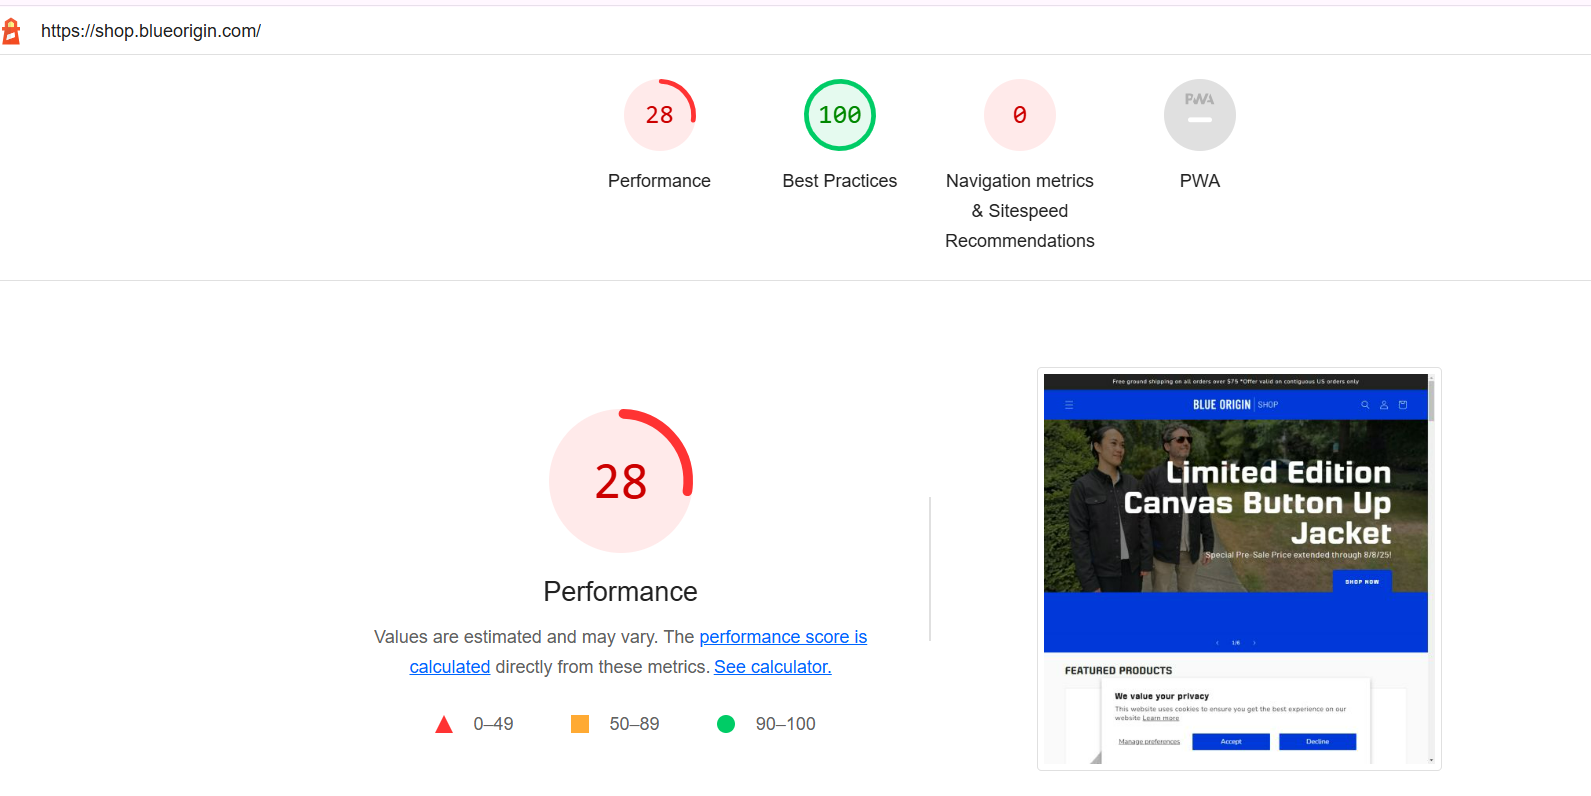 https://shop.blueorigin.com/
28
Performance
100
Best Practices
0
Navigation metrics
& Sitespeed
Recommendations
PWA
PWA
28
Performance
Values are estimated and may vary. The performance score is
calculated directly from these metrics. See calculator.
0–49
50–89
90–100
Free ground shipping on all orders over $75 *Offer valid on contiguous US orders only
BLUE ORIGIN | SHOP
Limited Edition
Canvas Button Up
Jacket
Special Pre-Sale Price extended through 8/8/25!
SHOP NOW
1/6
FEATURED PRODUCTS
We value your privacy
This website uses cookies to ensure you get the best experience on our
website Learn more
Manage preferences
Accept
Decline